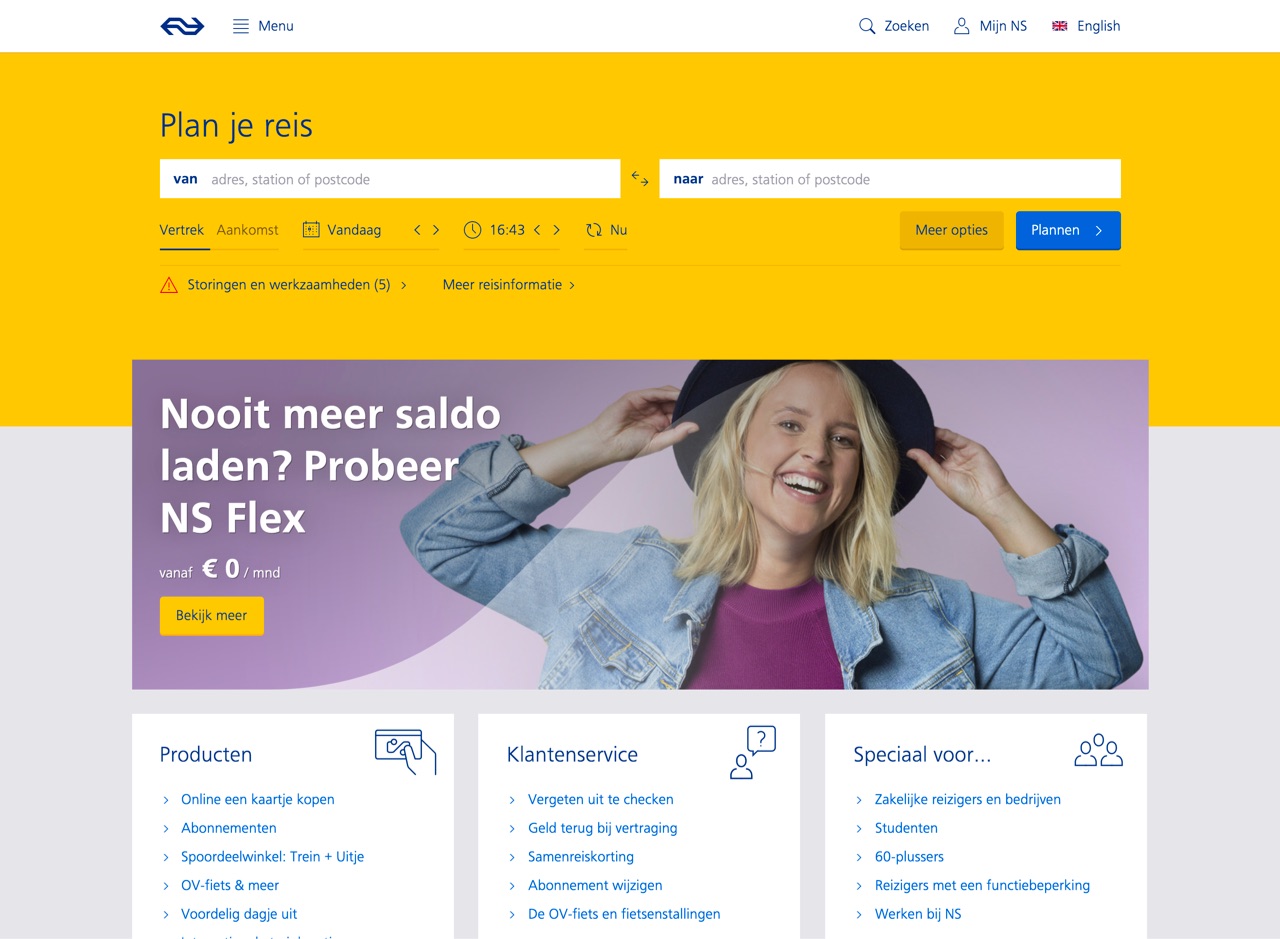 Menu
Zoeken
Mijn NS
English
Plan je reis
van adres, station of postcode
naar adres, station of postcode
Vertrek Aankomst Vandaag 16:43 Nu
Meer opties
Plannen
Storingen en werkzaamheden (5)
Meer reisinformatie
Nooit meer saldo
laden? Probeer
NS Flex
vanaf € 0 / mnd
Bekijk meer
Producten
Online een kaartje kopen
Abonnementen
Spoordeelwinkel: Trein + Uitje
OV-fiets & meer
Voordelig dagje uit
Klantenservice
?
Vergeten uit te checken
Geld terug bij vertraging
Samenreiskorting
Abonnement wijzigen
De OV-fiets en fietsenstallingen
Speciaal voor...
Zakelijke reizigers en bedrijven
Studenten
60-plussers
Reizigers met een functiebeperking
Werken bij NS